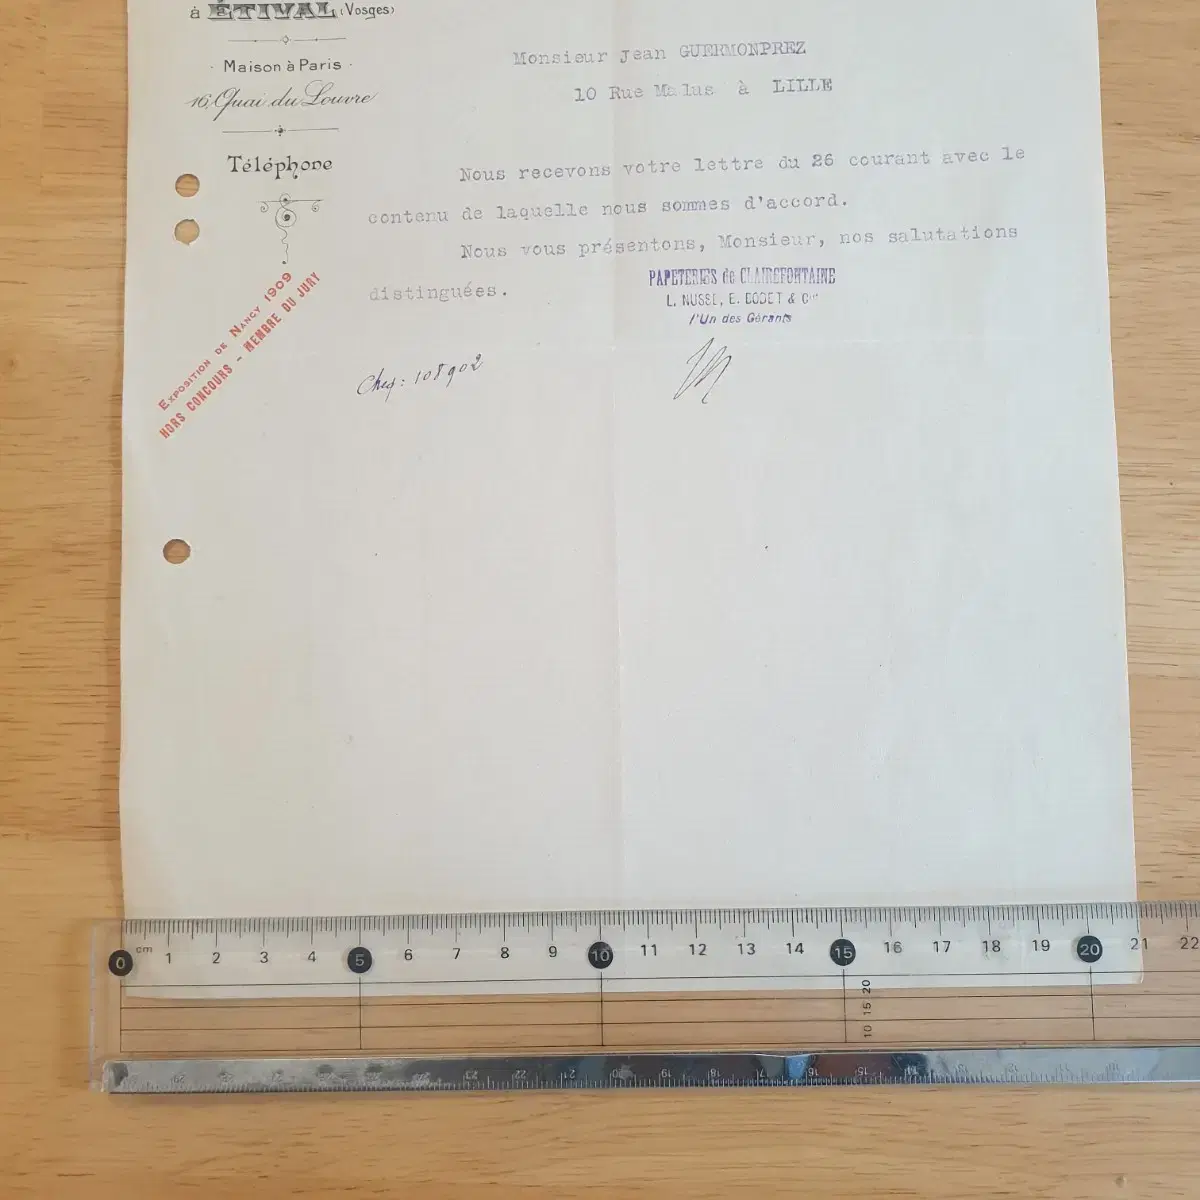 à ÉTIVAL (Vosges)
Maison à Paris
16, Quai du Louvre
Téléphone
EXPOSITION DE NANCY 1909
HORS CONCOURS - MEMBRE DU JURY
Monsieur Jean GUERMONPREZ
10 Rue Malus à LILLE
Nous recevons votre lettre du 26 courant avec le
contenu de laquelle nous sommes d'accord.
Nous vous présentons, Monsieur, nos salutations
distinguées.
PAPETERIES de CLAIREFONTAINE
L. NUSSE, E. BODET & Cie
l'Un des Gérants
108902
0 cm 1 2 3 4 5 6 7 8 9 10 11 12 13 14 15 16 17 18 19 20 21 22
10 15 20